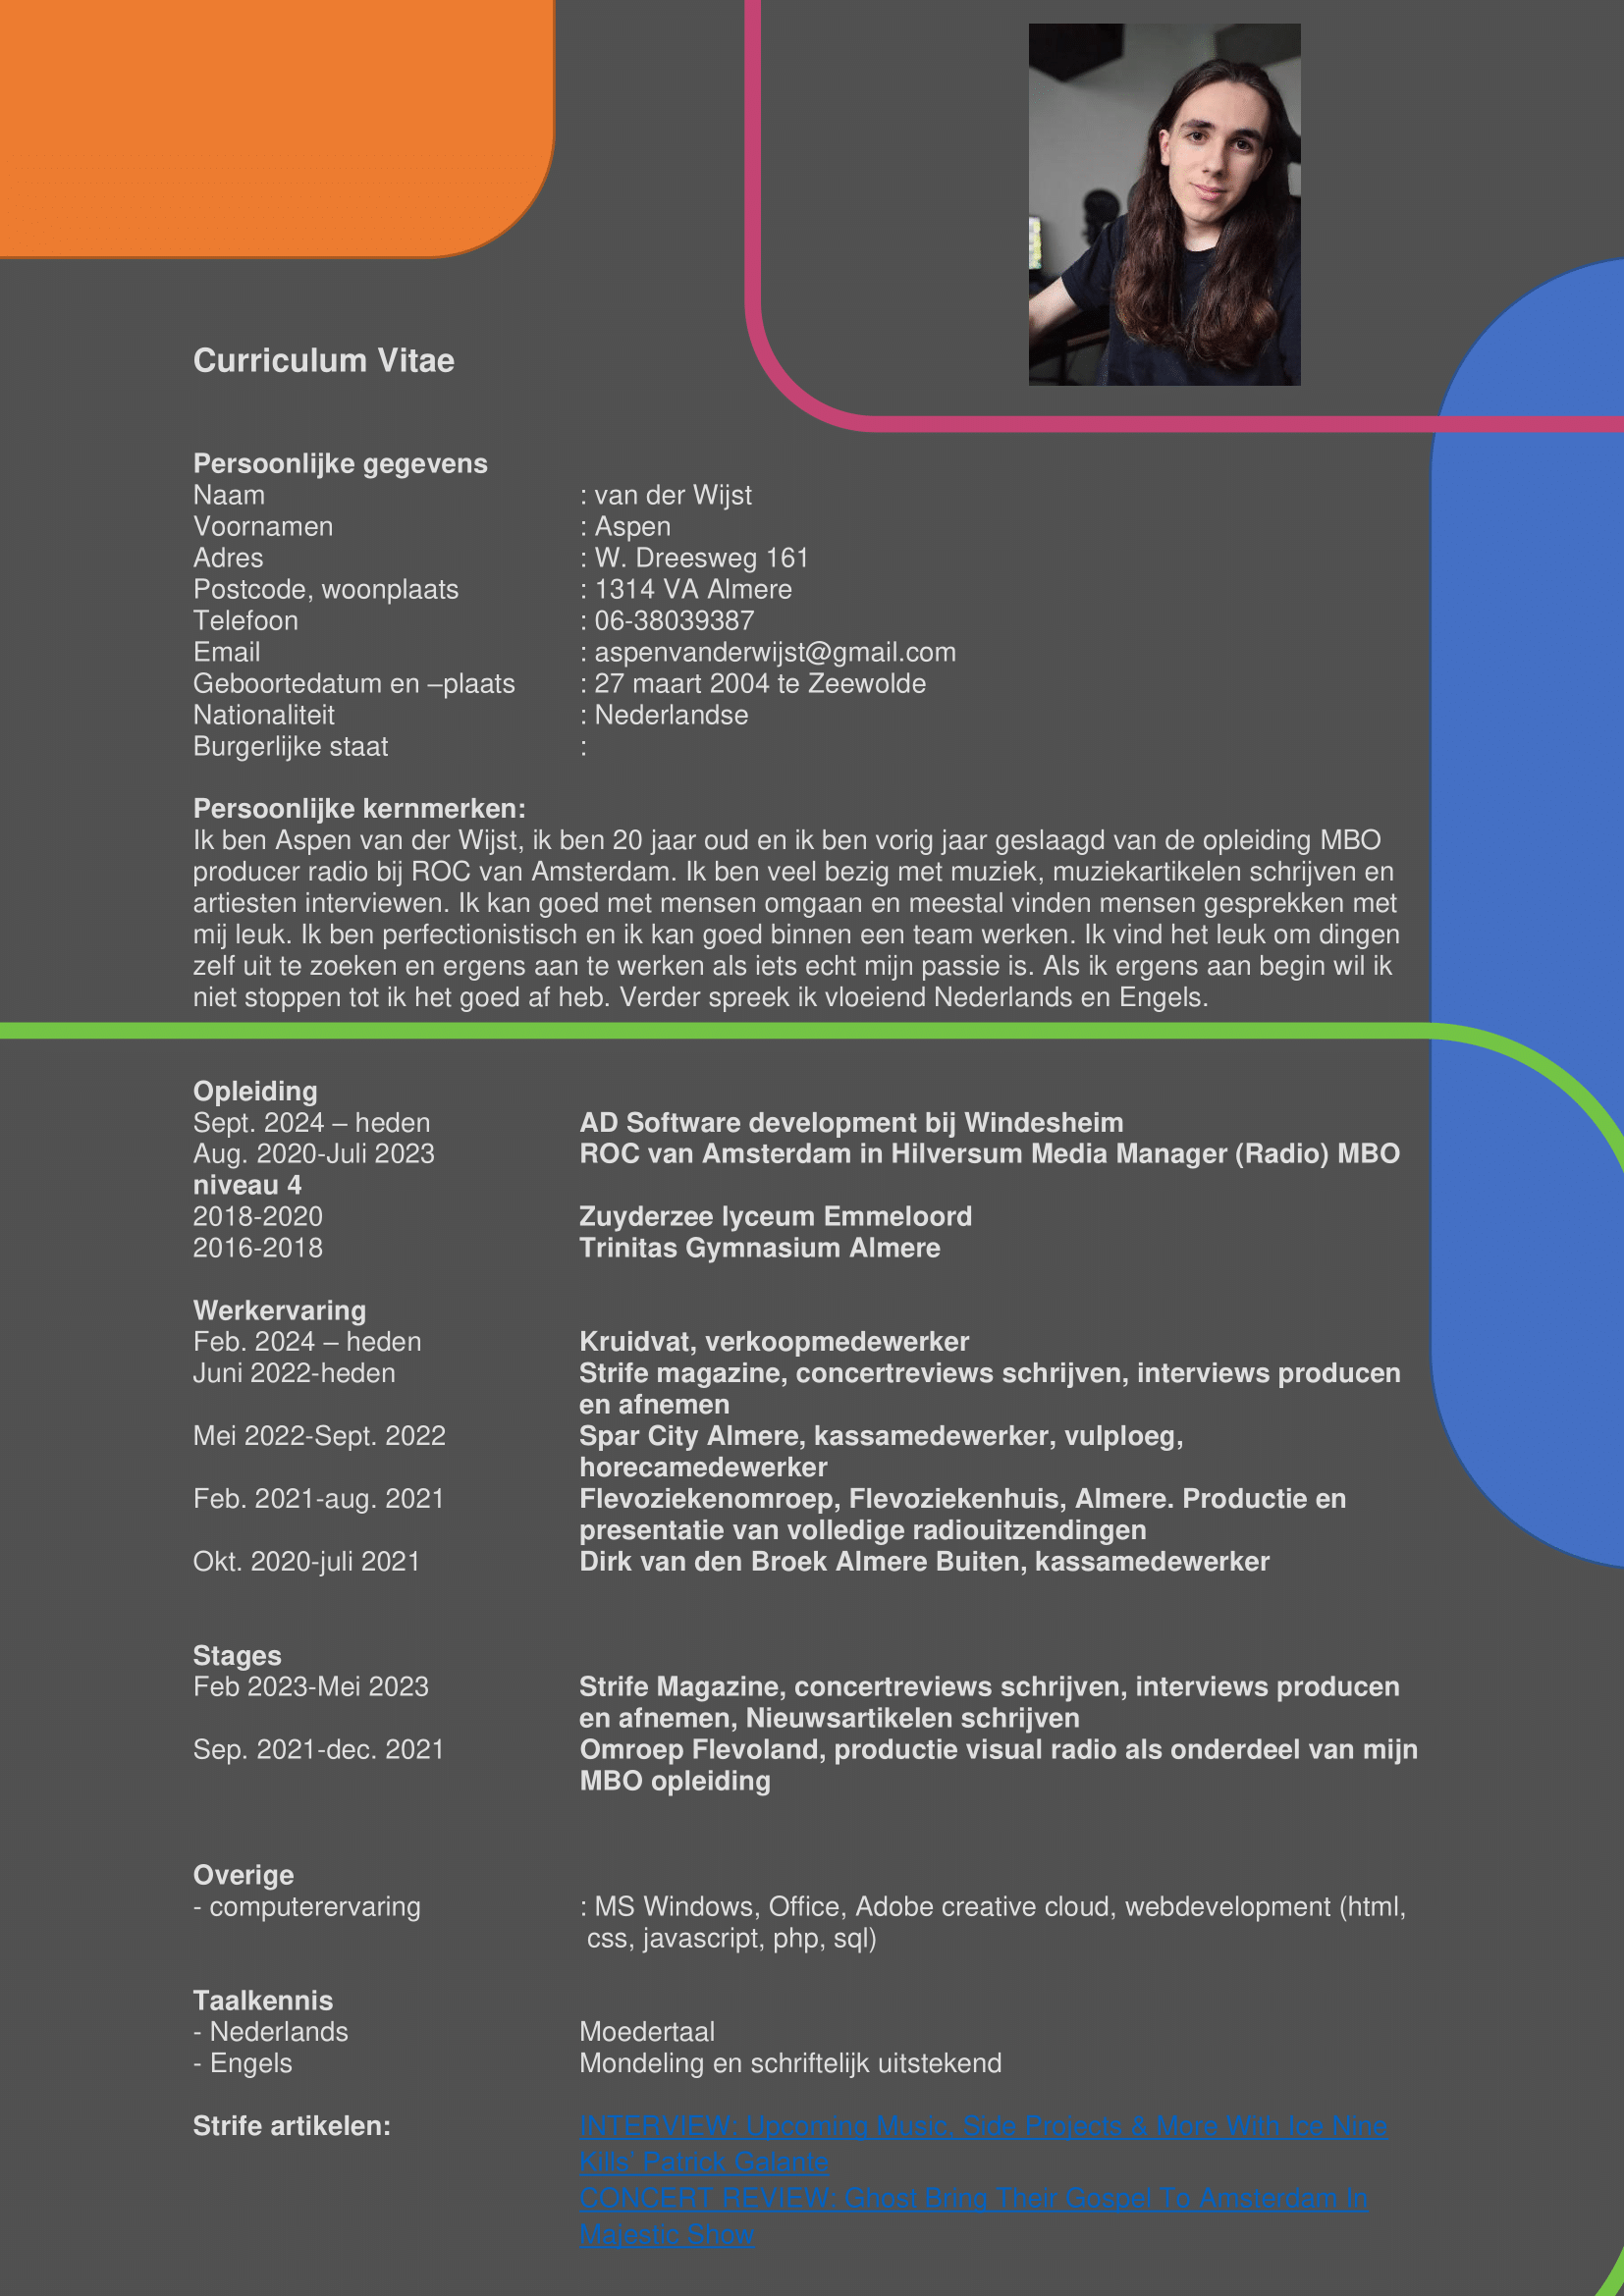 Curriculum Vitae
Persoonlijke gegevens
Naam : van der Wijst
Voornamen : Aspen
Adres : W. Dreesweg 161
Postcode, woonplaats : 1314 VA Almere
Telefoon : 06-38039387
Email : aspenvanderwijst@gmail.com
Geboortedatum en –plaats : 27 maart 2004 te Zeewolde
Nationaliteit : Nederlandse
Burgerlijke staat :
Persoonlijke kernmerken:
Ik ben Aspen van der Wijst, ik ben 20 jaar oud en ik ben vorig jaar geslaagd van de opleiding MBO
producer radio bij ROC van Amsterdam. Ik ben veel bezig met muziek, muziekartikelen schrijven en
artiesten interviewen. Ik kan goed met mensen omgaan en meestal vinden mensen gesprekken met
mij leuk. Ik ben perfectionistisch en ik kan goed binnen een team werken. Ik vind het leuk om dingen
zelf uit te zoeken en ergens aan te werken als iets echt mijn passie is. Als ik ergens aan begin wil ik
niet stoppen tot ik het goed af heb. Verder spreek ik vloeiend Nederlands en Engels.
Opleiding
Sept. 2024 – heden AD Software development bij Windesheim
Aug. 2020-Juli 2023 ROC van Amsterdam in Hilversum Media Manager (Radio) MBO
niveau 4
2018-2020 Zuyderzee lyceum Emmeloord
2016-2018 Trinitas Gymnasium Almere
Werkervaring
Feb. 2024 – heden Kruidvat, verkoopmedewerker
Juni 2022-heden Strife magazine, concertreviews schrijven, interviews producen
en afnemen
Mei 2022-Sept. 2022 Spar City Almere, kassamedewerker, vulploeg,
horecamedewerker
Feb. 2021-aug. 2021 Flevoziekenomroep, Flevoziekenhuis, Almere. Productie en
presentatie van volledige radiouitzendingen
Okt. 2020-juli 2021 Dirk van den Broek Almere Buiten, kassamedewerker
Stages
Feb 2023-Mei 2023 Strife Magazine, concertreviews schrijven, interviews producen
en afnemen, Nieuwsartikelen schrijven
Sep. 2021-dec. 2021 Omroep Flevoland, productie visual radio als onderdeel van mijn
MBO opleiding
Overige
- computerervaring : MS Windows, Office, Adobe creative cloud, webdevelopment (html,
css, javascript, php, sql)
Taalkennis
- Nederlands Moedertaal
- Engels Mondeling en schriftelijk uitstekend
Strife artikelen: INTERVIEW: Upcoming Music, Side Projects & More With Ice Nine
Kills’ Patrick Galante
CONCERT REVIEW: Ghost Bring Their Gospel To Amsterdam In
Majestic Show